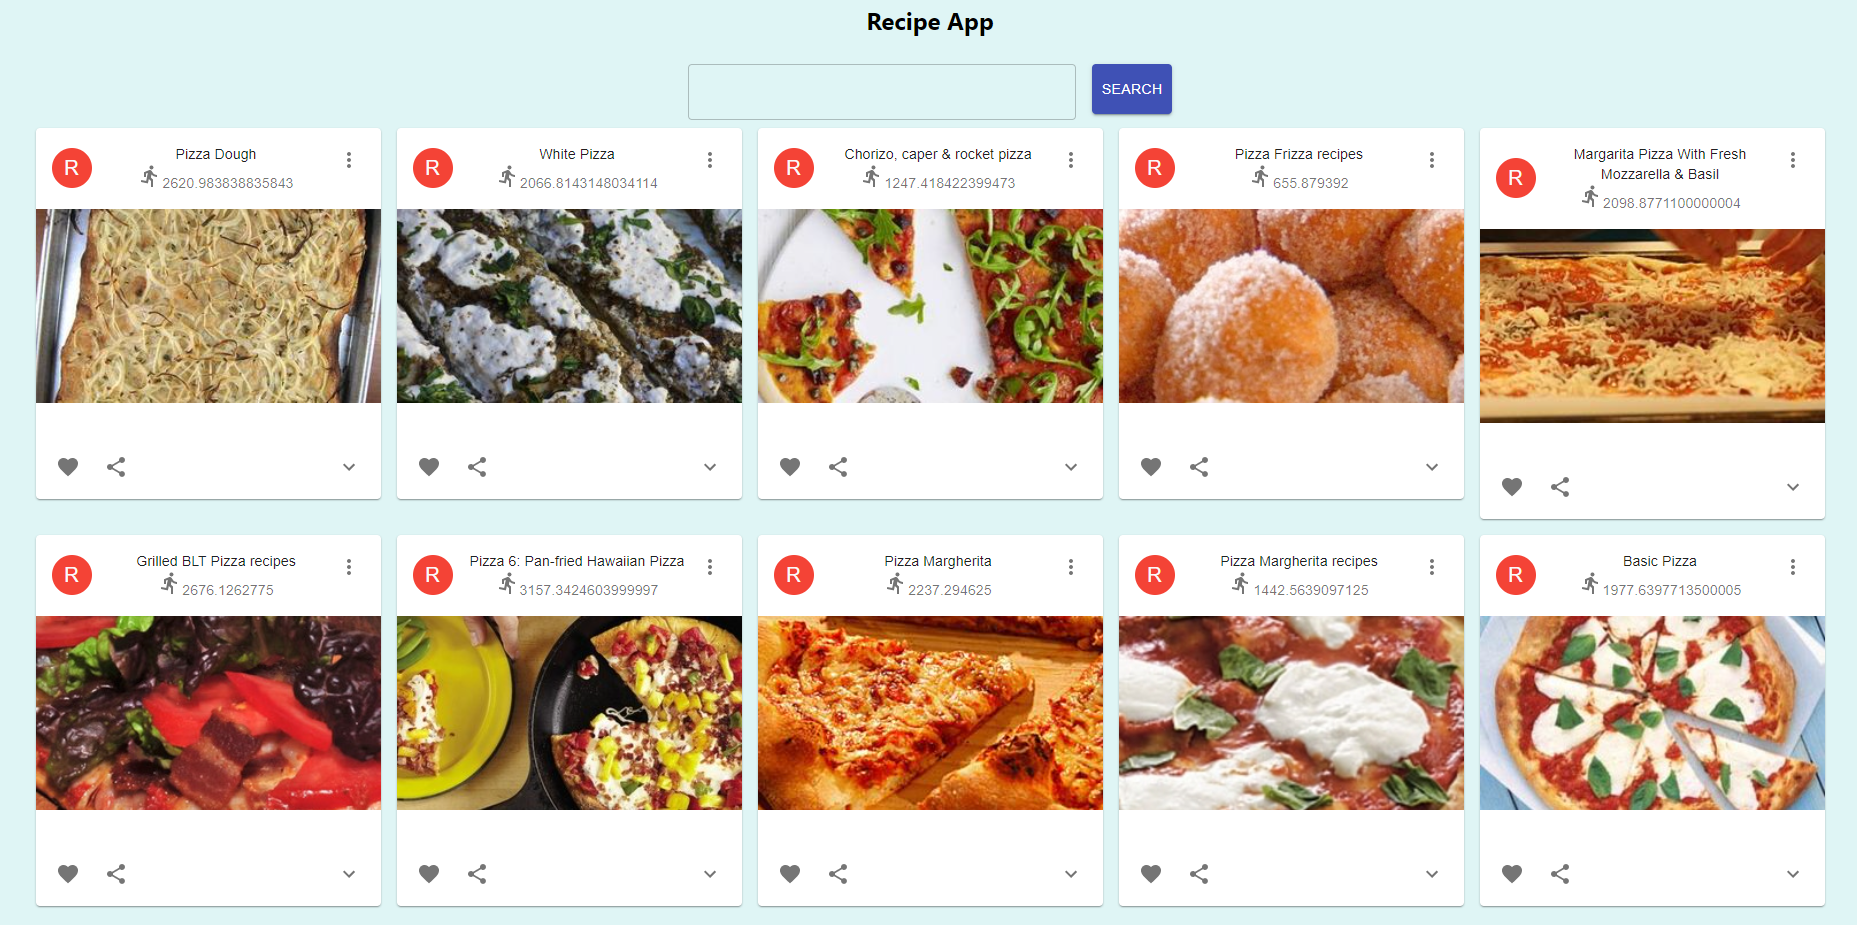 Recipe App
SEARCH
R
Pizza Dough
2620.983838835843
R
White Pizza
2066.8143148034114
R
Chorizo, caper & rocket pizza
1247.418422399473
R
Pizza Frizza recipes
655.879392
R
Margarita Pizza With Fresh
Mozzarella & Basil
2098.8771100000004
R
Grilled BLT Pizza recipes
2676.1262775
R
Pizza 6: Pan-fried Hawaiian Pizza
3157.3424603999997
R
Pizza Margherita
2237.294625
R
Pizza Margherita recipes
1442.5639097125
R
Basic Pizza
1977.6397713500005